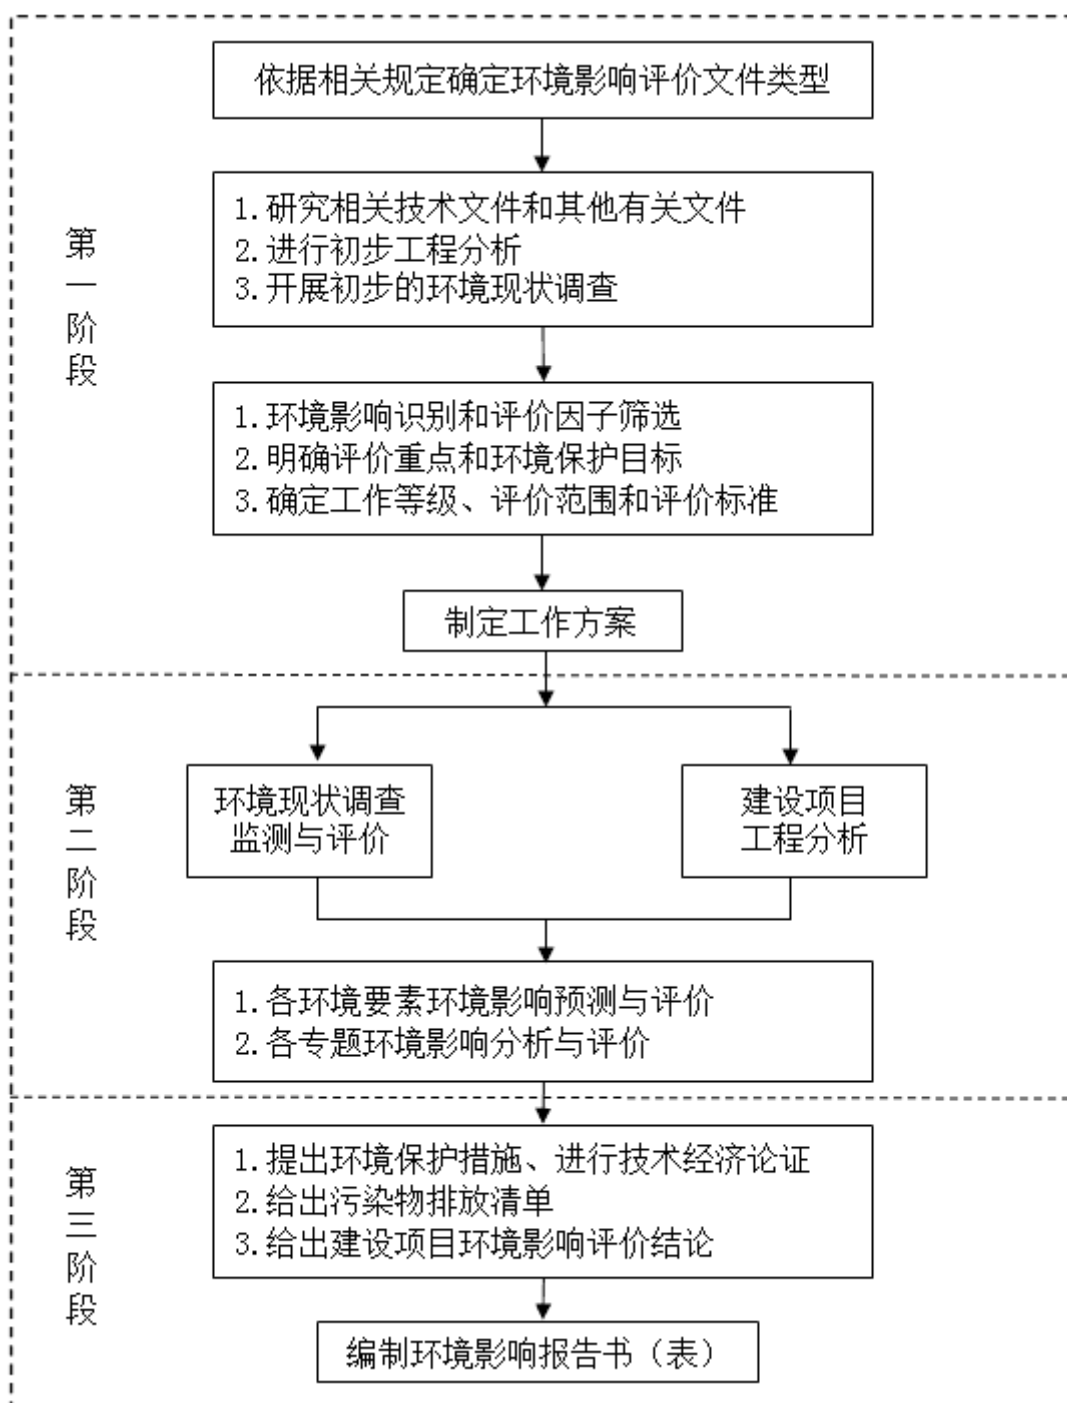 依据相关规定确定环境影响评价文件类型
第一阶段
1.研究相关技术文件和其他有关文件
2.进行初步工程分析
3.开展初步的环境现状调查
1.环境影响识别和评价因子筛选
2.明确评价重点和环境保护目标
3.确定工作等级、评价范围和评价标准
制定工作方案
第二阶段
环境现状调查
监测与评价
建设项目
工程分析
1.各环境要素环境影响预测与评价
2.各专题环境影响分析与评价
第三阶段
1.提出环境保护措施、进行技术经济论证
2.给出污染物排放清单
3.给出建设项目环境影响评价结论
编制环境影响报告书（表）